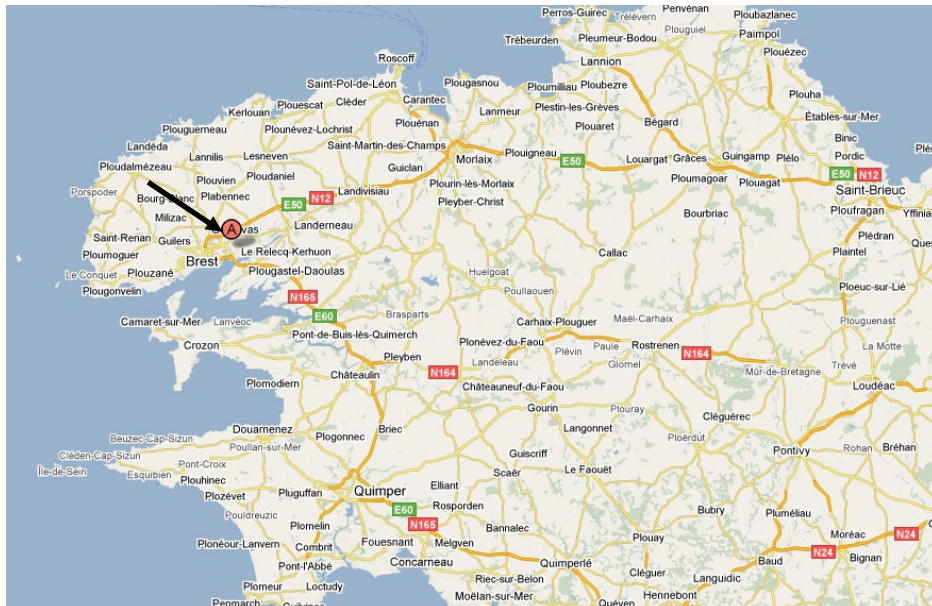 Perros-Guirec
Penvénan
Trélévern
Plouguiel
Ploubazlanec
Trébeurden
Pleumeur-Bodou
Paimpol
Roscoff
Lannion
Plouézec
Saint-Pol-de-Léon
Plougasnou
Ploumilliau
Ploubezre
Kerlouan
Plouescat
Cléder
Carantec
Lanmeur
Plestin-les-Grèves
Plouha
Plouguerneau
Plounévez-Lochrist
Plouénan
Plouaret
Bégard
Étables-sur-Mer
Landéda
Saint-Martin-des-Champs
Binic
Ploudalmézeau
Lannilis
Lesneven
Guiclan
Morlaix
Plouigneau
E50
Louargat
Grâces
Guingamp
Plélo
Pordic
Plé
Porspoder
Plouvien
Ploudaniel
Landivisiau
Plourin-lès-Morlaix
Ploumagoar
Plouagat
E50
N12
Bourg-Blanc
Plabennec
E50
N12
Pleyber-Christ
Saint-Brieuc
Milizac
A
vas
Landerneau
Bourbriac
Ploufragan
Yffiniac
Saint-Renan
Guilers
Le Relecq-Kerhuon
Callac
Plédran
Ques
Ploumoguer
Brest
Plaintel
Le Conquet
Plouzané
Plougastel-Daoulas
Huelgoat
Plougonvelin
N165
Poullaouen
Ploeuc-sur-Lié
Camaret-sur-Mer
Lanvéoc
E60
Brasparts
Carhaix-Plouguer
Maël-Carhaix
Plouguenast
Crozon
Pont-de-Buis-lès-Quimerch
Plonévez-du-Faou
Plévin
Paule
Rostrenen
N164
La Motte
Pleyben
Landeleau
Glomel
Mûr-de-Bretagne
Trévé
Châteaulin
N164
Plomodiern
Châteauneuf-du-Faou
Loudéac
Gourin
Plouray
Cléguérec
Douarnenez
Briec
Langonnet
Beuzec-Cap-Sizun
Plogonnec
Ploërdut
Cléden-Cap-Sizun
Poullan-sur-Mer
Guiscriff
Pontivy
Rohan
Bréhan
Île-de-Sein
Pont-Croix
Scaër
Le Faouët
Esquibien
Plouhinec
Elliant
Plozévet
Pluguffan
Quimper
Rosporden
Bubry
Pluméliau
Pouldreuzic
E60
Plomelin
N165
Bannalec
Plouay
Moréac
N24
Plonéour-Lanvern
Combrit
Fouesnant
Melgven
N24
Bignan
Pont-l'Abbé
Concarneau
Quimperlé
Baud
Plomeur
Loctudy
Riec-sur-Belon
Cléguer
Languidic
Penmarch
Moëlan-sur-Mer
Hennebont
Quéven